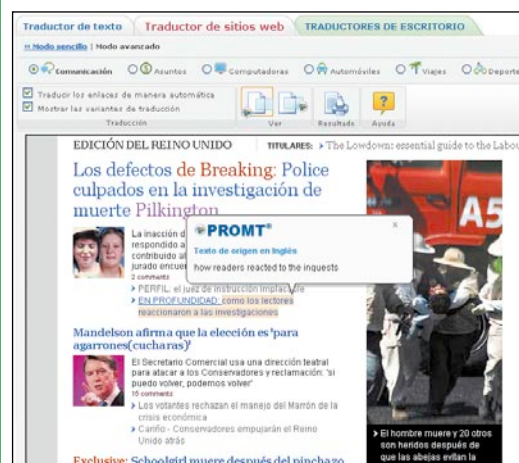 Traductor de texto
Traductor de sitios web
TRADUCTORES DE ESCRITORIO
Modo sencillo | Modo avanzado
Comunicación
Asuntos
Computadoras
Automóviles
Viajes
Deporte
Traducir los enlaces de manera automática
Mostrar las variantes de traducción
Traducción
Ver
Resultado
Ayuda
EDICIÓN DEL REINO UNIDO
TITULARES: > The Lowdown: essential guide to the Labou
Los defectos de Breaking: Police
culpados en la investigación de
muerte Pilkington
La inacción d
respondido a
contribuido al
jurado encuen
2 comments
> PERFIL: el juez de instrucción implacable
> EN PROFUNDIDAD: como los lectores
reaccionaron a las investigaciones
PROMT®
x
Texto de origen en Inglés
how readers reacted to the inquests
Mandelson afirma que la elección es 'para
agarrones(cucharas)'
El Secretario Comercial usa una dirección teatral
para atacar a los Conservadores y reclamación: 'si
puedo volver, podemos volver'
15 comments
> Los votantes rechazan el manejo del Marrón de la
crisis económica
> Cariño - Conservadores empujarán el Reino
Unido atrás
Exclusive: Schoolgirl muere después del pinchazo
A5
> El hombre muere y 20 otros
son heridos después de
que las abejas evitan la